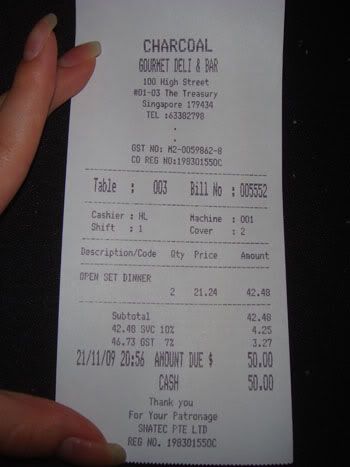 CHARCOAL
GOURMET DELI & BAR
100 High Street
#01-03 The Treasury
Singapore 179434
TEL :63382798
.
.
GST NO: M2-0059862-8
CO REG NO:198301550C
Table : 003 Bill No : 005552
Cashier : HL Machine : 001
Shift : 1 Cover : 2
Description/Code Qty Price Amount
OPEN SET DINNER
2 21.24 42.48
Subtotal 42.48
42.48 SVC 10% 4.25
46.73 GST 7% 3.27
21/11/09 20:56 AMOUNT DUE $ 50.00
CASH 50.00
Thank you
For Your Patronage
SNATEC PTE LTD
REG NO. 198301550C